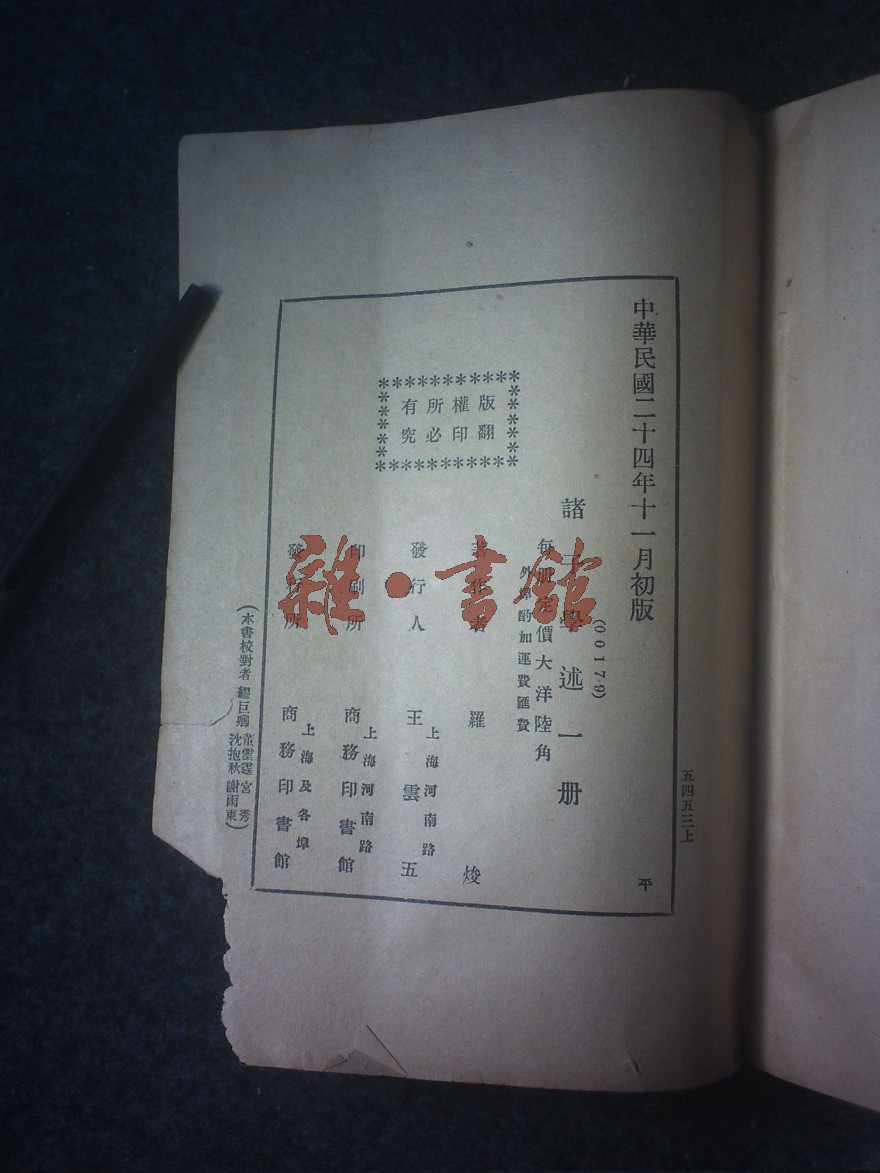 中華民國二十四年十一月初版
(00179)
諸子學述一册
每册定價大洋陸角
外埠酌加運費匯費
版權所有
翻印必究
著作者 羅焌
發行人 王雲五
上海河南路
印刷所 商務印書館
上海河南路
發行所 商務印書館
上海及各埠
(本書校對者 繆巨卿 董雲霆 宮秀
沈抱秋 謝雨東)
五四五三上
平
雜·書館